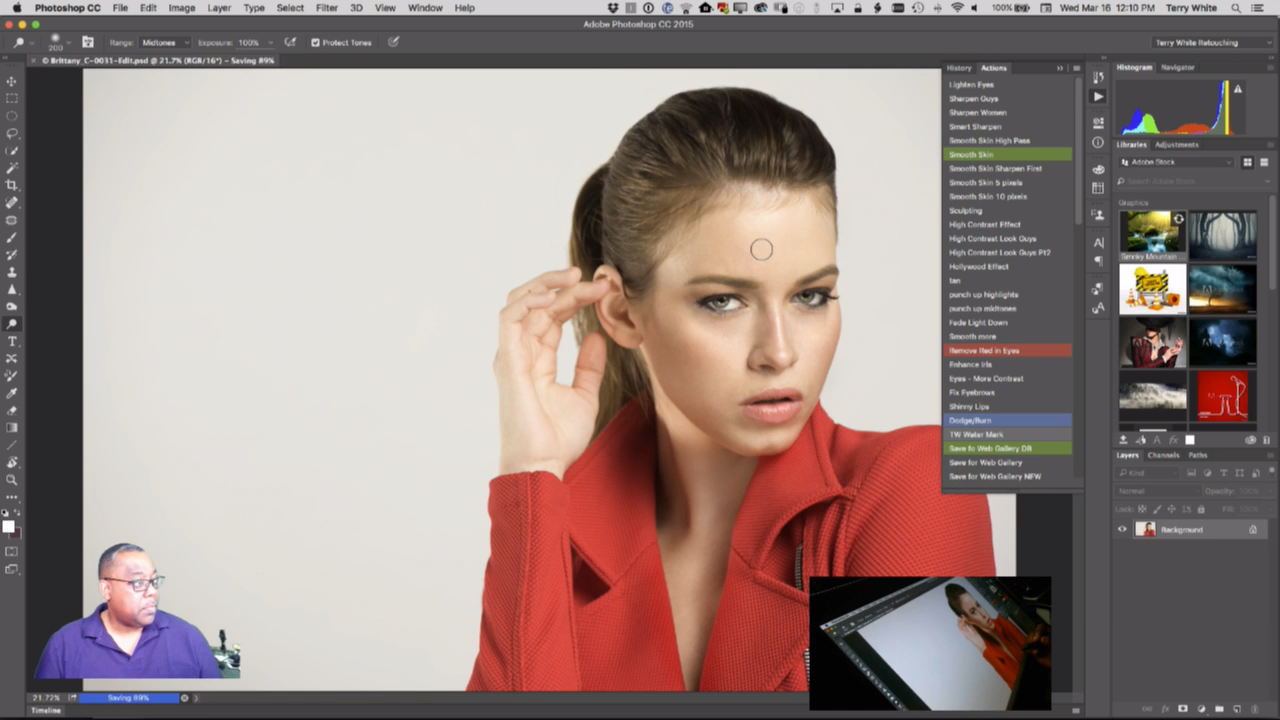 Photoshop CC File Edit Image Layer Type Select Filter 3D View Window Help 100% Wed Mar 16 12:10 PM Terry White
Adobe Photoshop CC 2015
200 Range: Midtones Exposure: 100% Protect Tones Terry White Retouching
× © Brittany_C-0031-Edit.psd @ 21.7% (RGB/16*) - Saving 89%
History Actions
Lighten Eyes
Sharpen Guys
Sharpen Women
Smart Sharpen
Smooth Skin High Pass
Smooth Skin
Smooth Skin Sharpen First
Smooth Skin 5 pixels
Smooth Skin 10 pixels
Sculpting
High Contrast Effect
High Contrast Look Guys
High Contrast Look Guys Pt2
Hollywood Effect
tan
punch up highlights
punch up midtones
Fade Light Down
Smooth more
Remove Red in Eyes
Enhance Iris
Eyes - More Contrast
Fix Eyebrows
Shinny Lips
Dodge/Burn
TW Water Mark
Save fo Web Gallery DB
Save for Web Gallery
Save for Web Gallery NEW
Histogram Navigator
Libraries Adjustments
Adobe Stock
Search Adobe Stock
Graphics
Smoky Mountain
Layers Channels Paths
Kind
Normal Opacity: 100%
Lock: Fill: 100%
Background
21.72% Saving 89%
Timeline